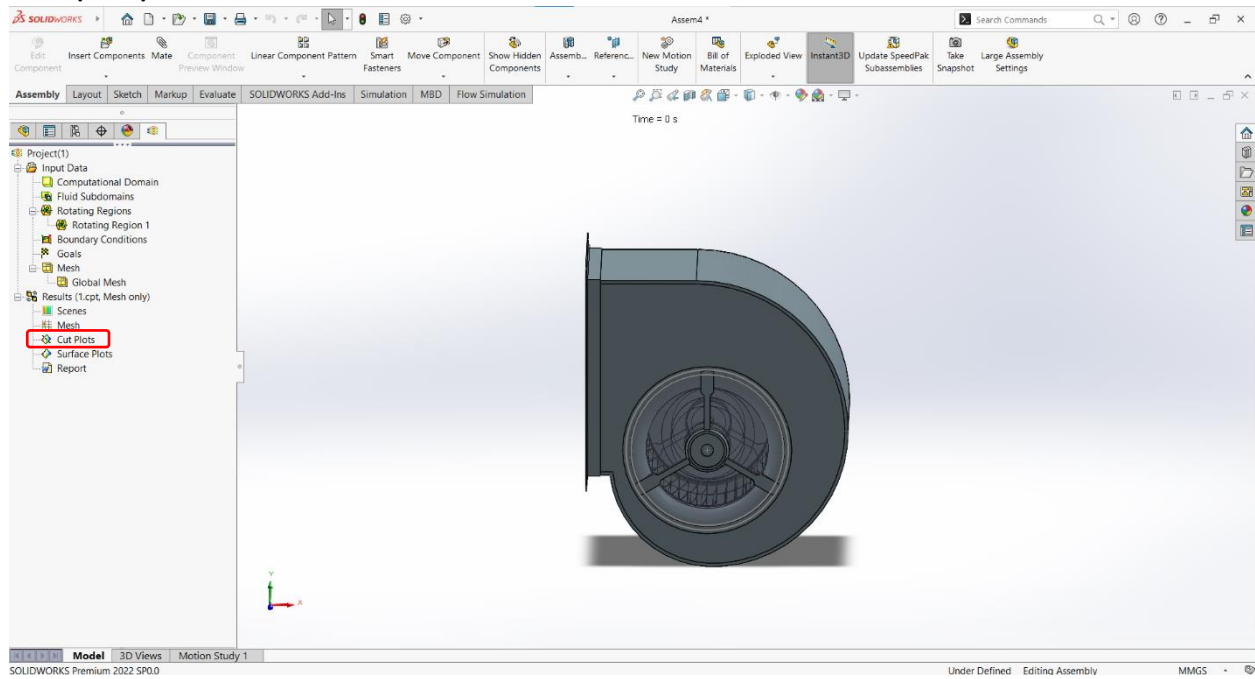 SOLIDWORKS
Assem4 *
Search Commands
Edit Component
Insert Components
Mate
Component Preview Window
Linear Component Pattern
Smart Fasteners
Move Component
Show Hidden Components
Assemb...
Referenc...
New Motion Study
Bill of Materials
Exploded View
Instant3D
Update SpeedPak Subassemblies
Take Snapshot
Large Assembly Settings
Assembly Layout Sketch Markup Evaluate SOLIDWORKS Add-Ins Simulation MBD Flow Simulation
Time = 0 s
Project(1)
Input Data
Computational Domain
Fluid Subdomains
Rotating Regions
Rotating Region 1
Boundary Conditions
Goals
Mesh
Global Mesh
Results (1.cpt, Mesh only)
Scenes
Mesh
Cut Plots
Surface Plots
Report
Y
X
Model 3D Views Motion Study 1
SOLIDWORKS Premium 2022 SP0.0
Under Defined Editing Assembly MMGS